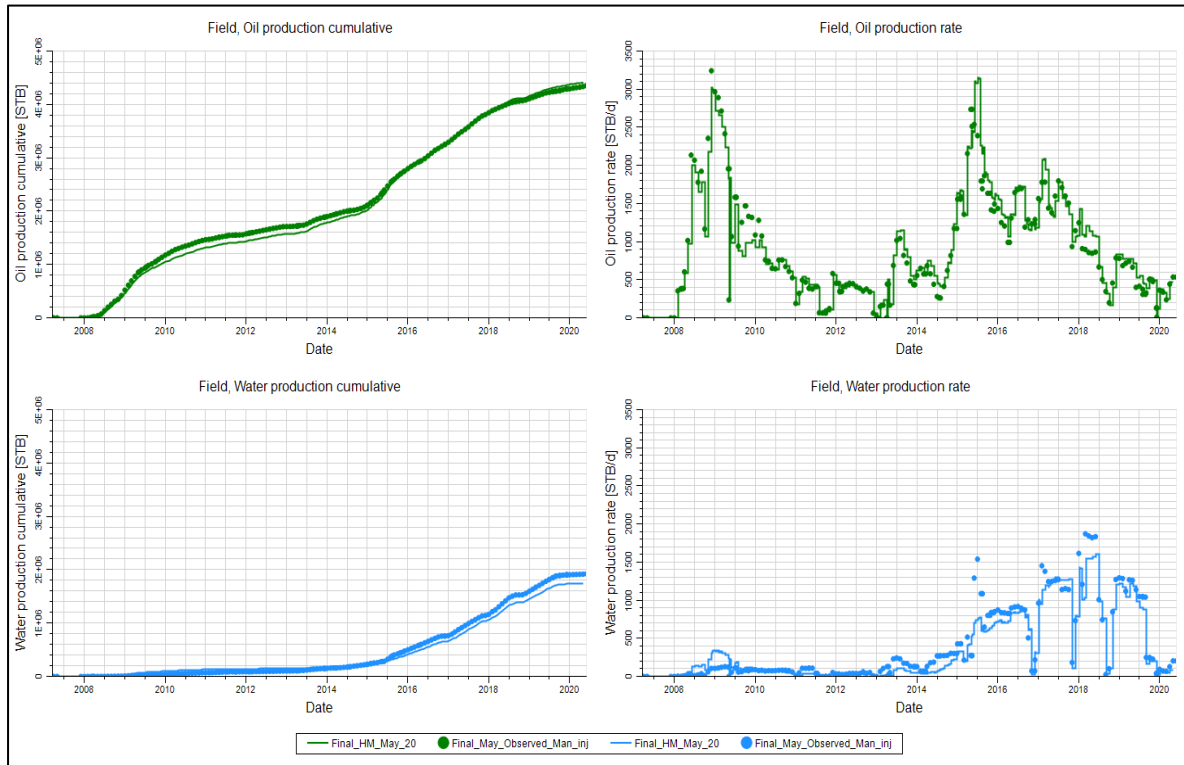 Field, Oil production cumulative
Oil production cumulative [STB]
5E+06
4E+06
3E+06
2E+06
1E+06
0
2008 2010 2012 2014 2016 2018 2020
Date
Field, Oil production rate
Oil production rate [STB/d]
3500
3000
2500
2000
1500
1000
500
0
2008 2010 2012 2014 2016 2018 2020
Date
Field, Water production cumulative
Water production cumulative [STB]
5E+06
4E+06
3E+06
2E+06
1E+06
0
2008 2010 2012 2014 2016 2018 2020
Date
Field, Water production rate
Water production rate [STB/d]
3500
3000
2500
2000
1500
1000
500
0
2008 2010 2012 2014 2016 2018 2020
Date
Final_HM_May_20 Final_May_Observed_Man_inj Final_HM_May_20 Final_May_Observed_Man_inj